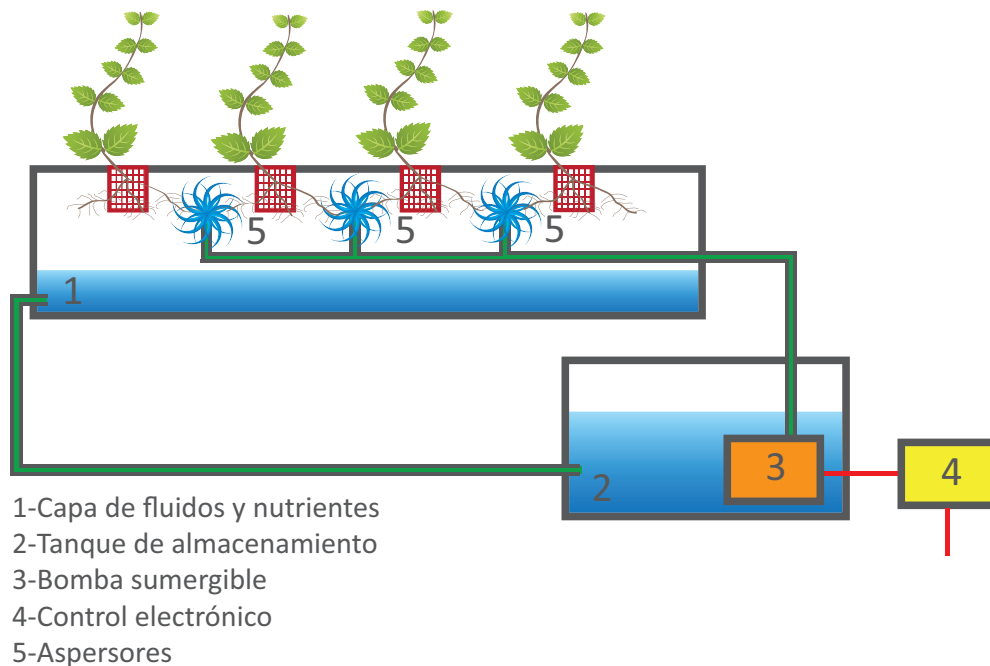 5
5
5
1
3
4
2
1-Capa de fluidos y nutrientes
2-Tanque de almacenamiento
3-Bomba sumergible
4-Control electrónico
5-Aspersores